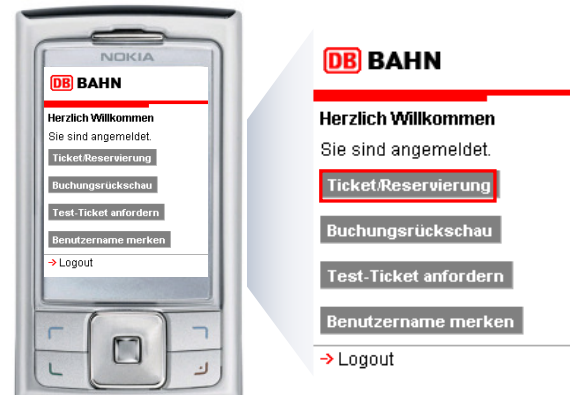 NOKIA
DB BAHN
Herzlich Willkommen
Sie sind angemeldet.
Ticket/Reservierung
Buchungsrückschau
Test-Ticket anfordern
Benutzername merken
→ Logout
DB BAHN
Herzlich Willkommen
Sie sind angemeldet.
Ticket/Reservierung
Buchungsrückschau
Test-Ticket anfordern
Benutzername merken
→ Logout